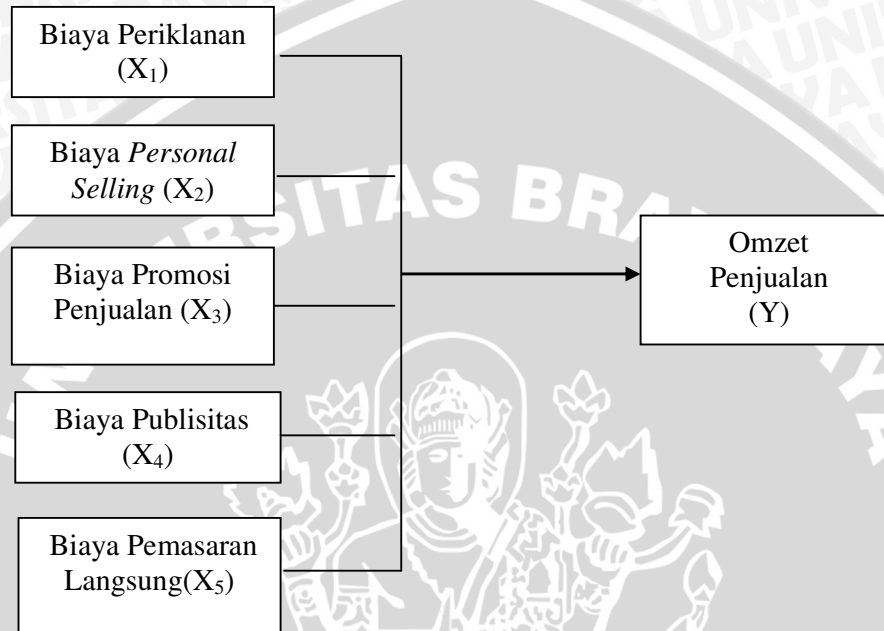 Biaya Periklanan
(X₁)
Biaya Personal
Selling (X₂)
Biaya Promosi
Penjualan (X₃)
Biaya Publisitas
(X₄)
Biaya Pemasaran
Langsung(X₅)
Omzet
Penjualan
(Y)